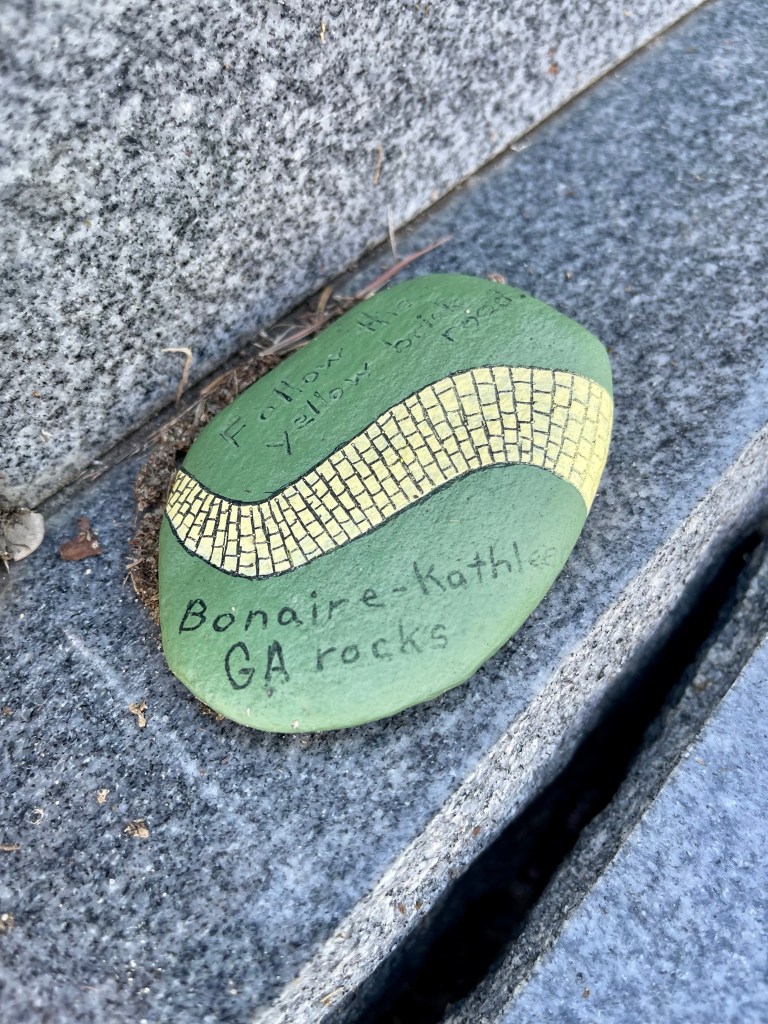 Follow the
yellow brick
road
Bonaire-Kathlee
GA rocks